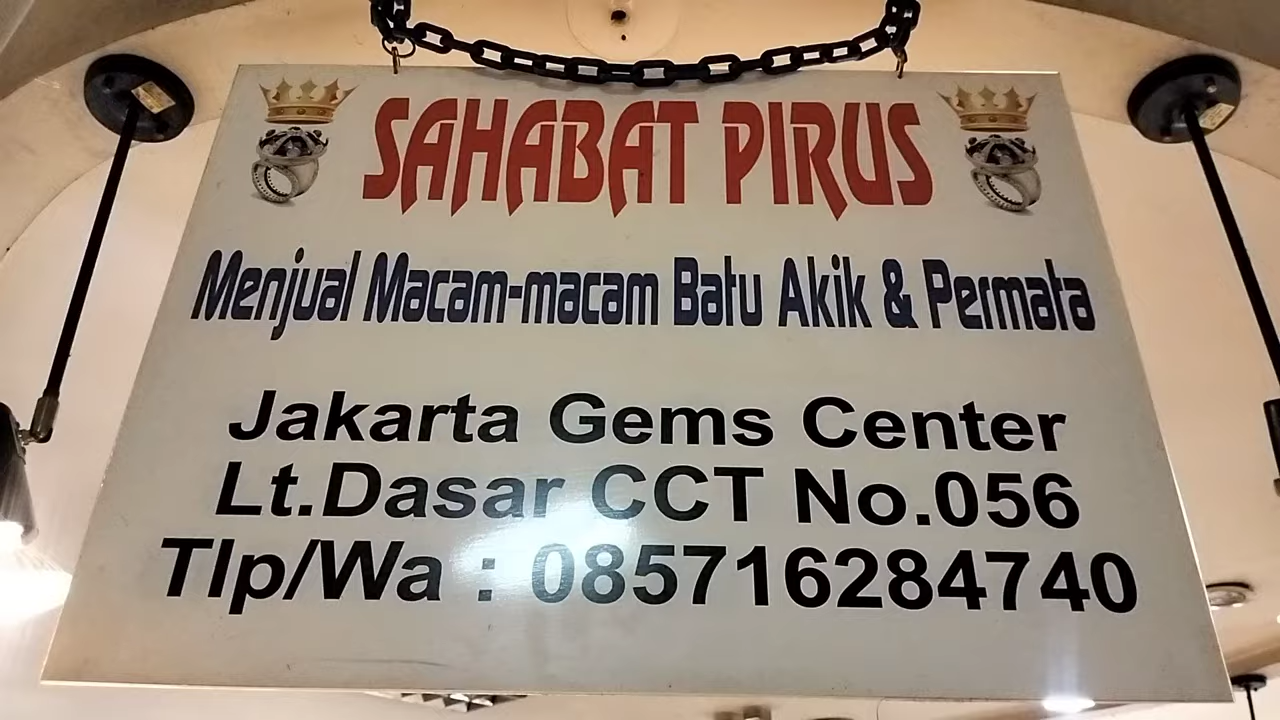 SAHABAT PIRUS
Menjual Macam-macam Batu Akik & Permata
Jakarta Gems Center
Lt.Dasar CCT No.056
Tlp/Wa : 085716284740